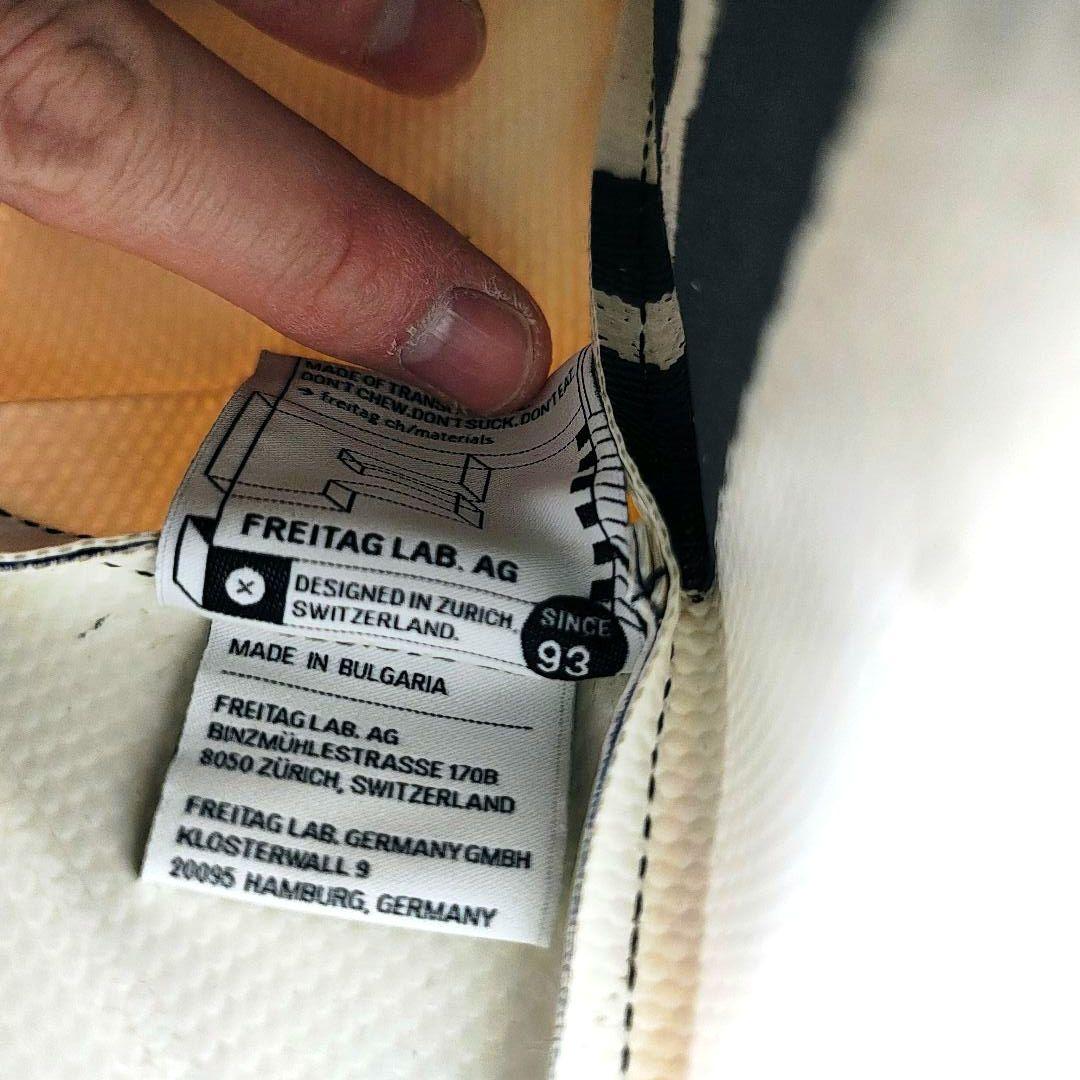 MADE OF
DON'T CHEW. DON'T SUCK. DON'T EAT
→ freitag.ch/materials
FREITAG LAB. AG
DESIGNED IN ZURICH,
SWITZERLAND.
SINCE
93
MADE IN BULGARIA
FREITAG LAB. AG
BINZMÜHLESTRASSE 170B
8050 ZÜRICH, SWITZERLAND
FREITAG LAB. GERMANY GMBH
KLOSTERWALL 9
20095 HAMBURG, GERMANY